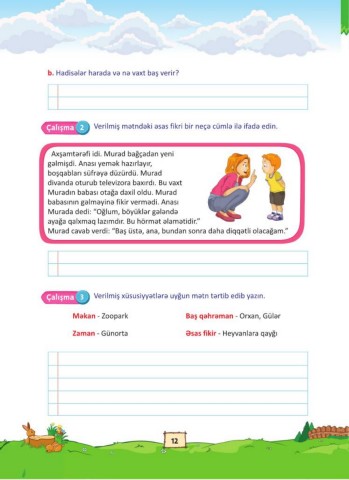 b. Hadisələr harada və nə vaxt baş verir?
Çalışma 2 Verilmiş mətndəki əsas fikri bir neçə cümlə ilə ifadə edin.
Axşamtərəfi idi. Murad bağçadan yeni
gəlmişdi. Anası yemək hazırlayır,
boşqabları süfrəyə düzürdü. Murad
divanda oturub televizora baxırdı. Bu vaxt
Muradın babası otağa daxil oldu. Murad
babasının gəlməyinə fikir vermədi. Anası
Murada dedi: "Oğlum, böyüklər gələndə
ayağa qalxmaq lazımdır. Bu hörmət əlamətidir."
Murad cavab verdi: "Baş üstə, ana, bundan sonra daha diqqətli olacağam."
Çalışma 3 Verilmiş xüsusiyyətlərə uyğun mətn tərtib edib yazın.
Məkan - Zoopark Baş qəhrəman - Orxan, Gülər
Zaman - Günorta Əsas fikir - Heyvanlara qayğı
12